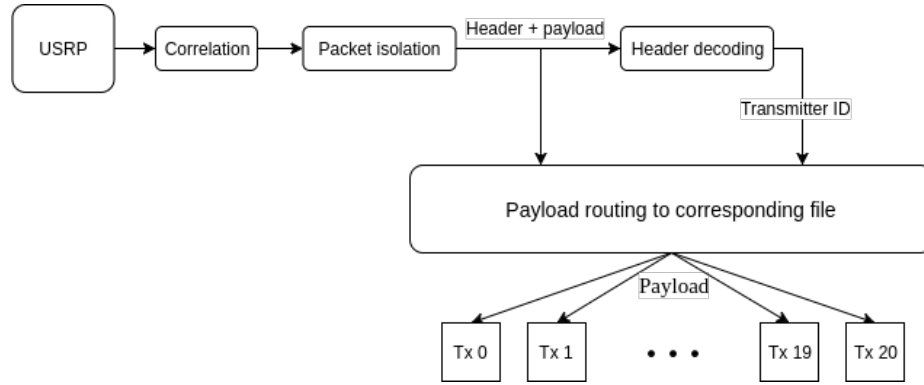 USRP
Correlation
Packet isolation
Header + payload
Header decoding
Transmitter ID
Payload routing to corresponding file
Payload
Tx 0
Tx 1
• • •
Tx 19
Tx 20